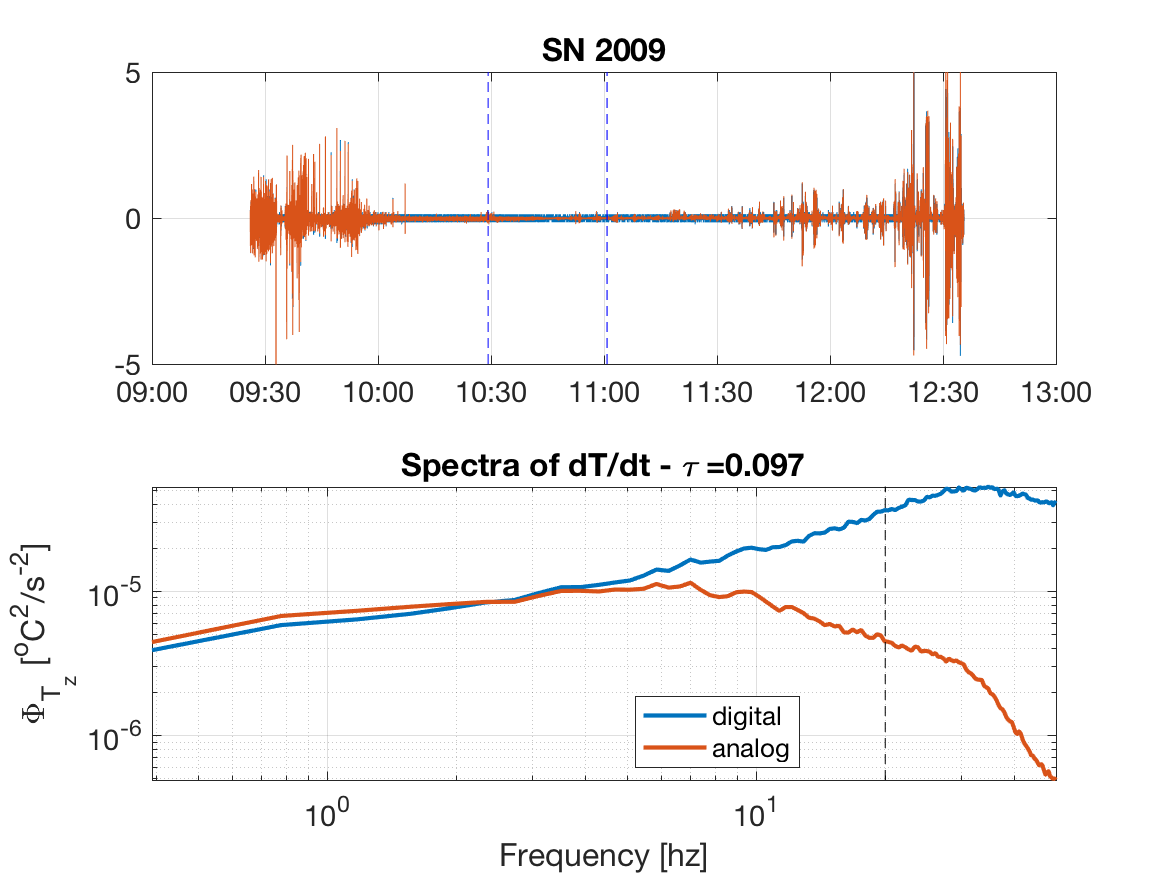 SN 2009
5
0
-5
09:00 09:30 10:00 10:30 11:00 11:30 12:00 12:30 13:00
Spectra of dT/dt - τ =0.097
Φ_{T_z} [°C²/s⁻²]
10⁻⁵
10⁻⁶
digital
analog
10⁰ 10¹
Frequency [hz]